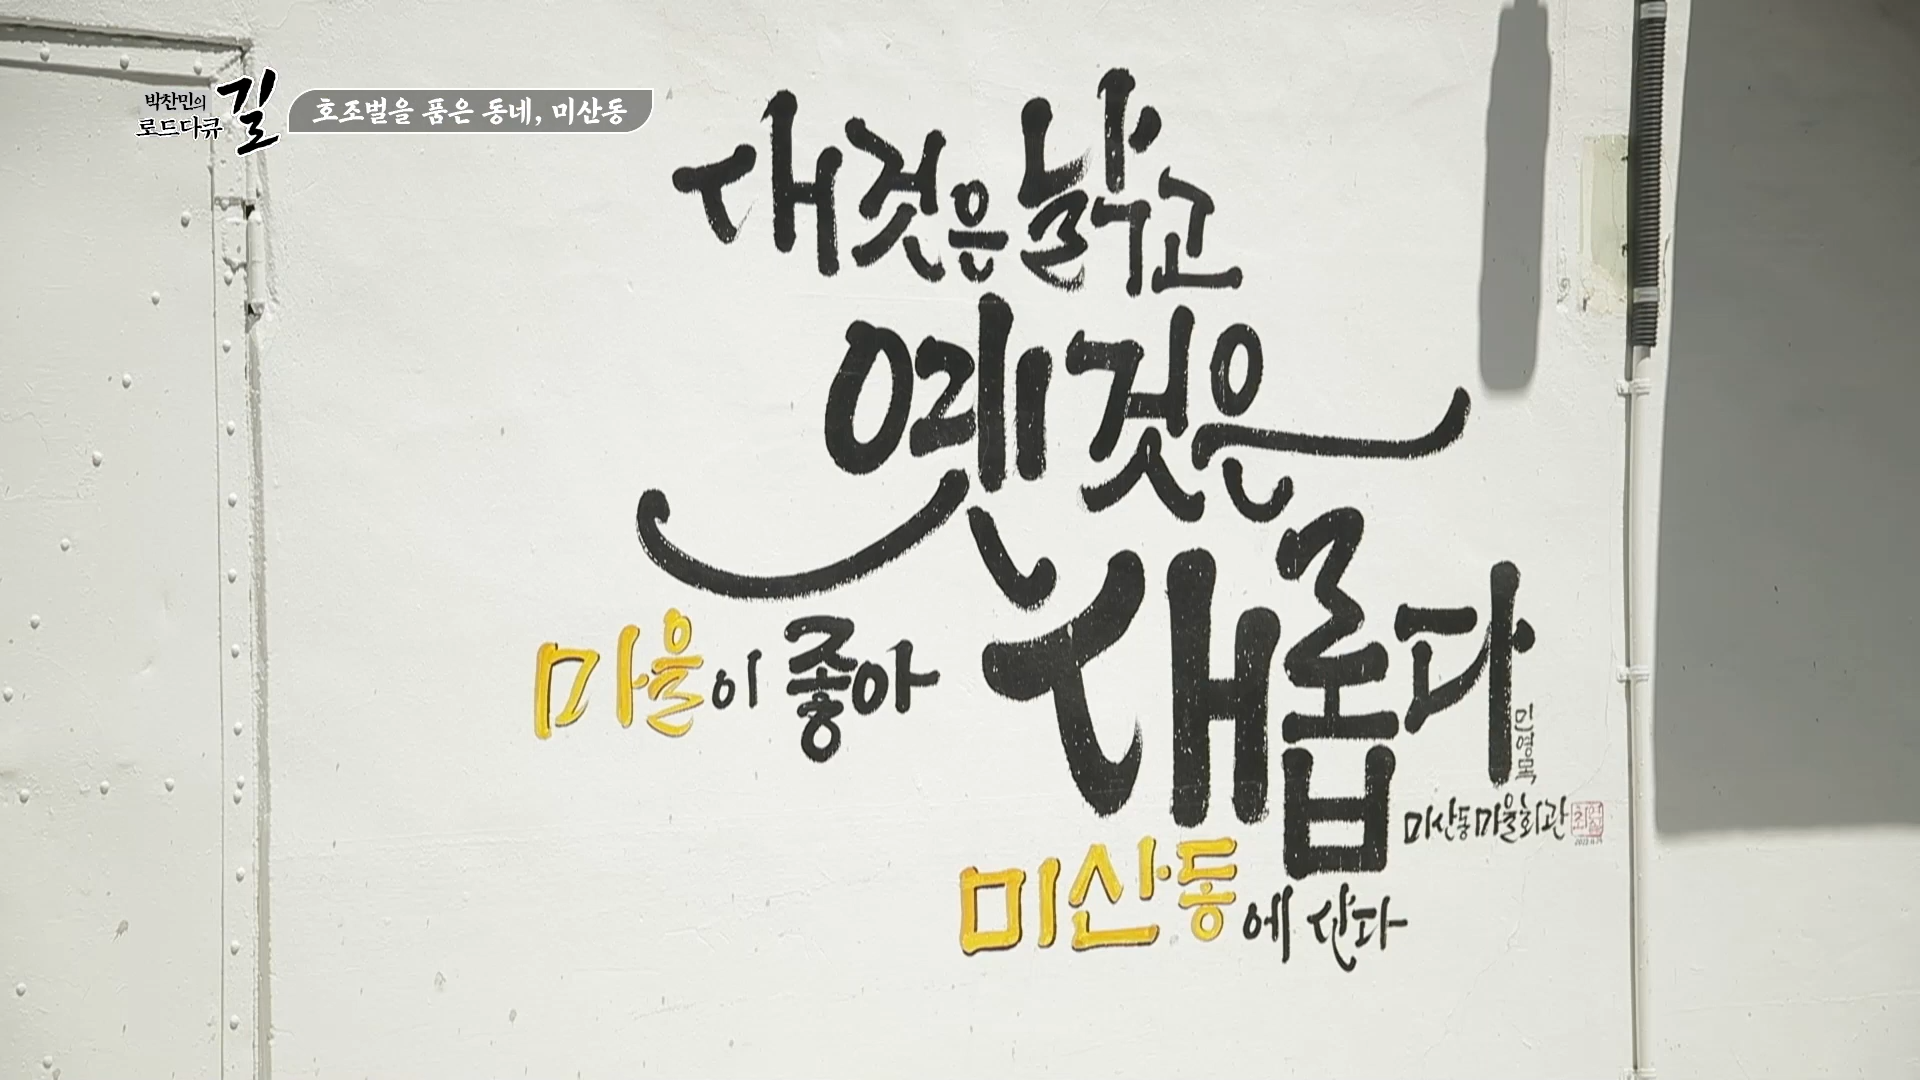 박찬민의
로드다큐
길
호조벌을 품은 동네, 미산동
새것은 낡고
옛것은
새롭다
민영목
마을이 좋아
미산동마을회관
미산동에 산다